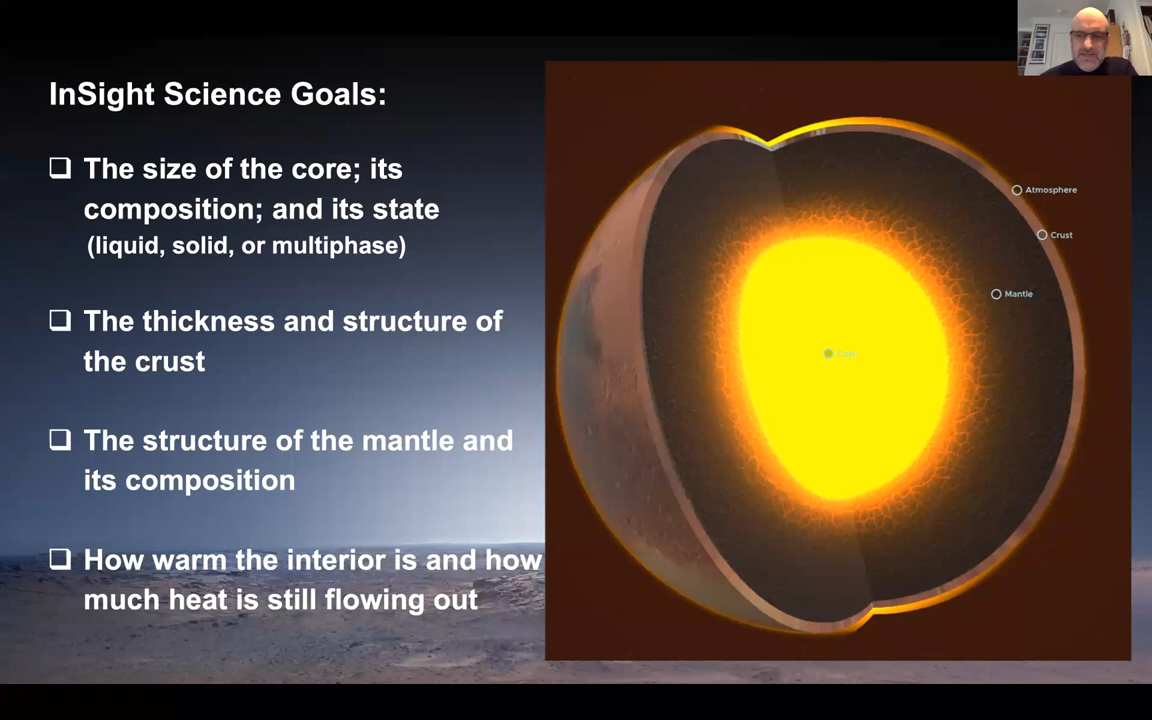 InSight Science Goals:
❑ The size of the core; its
composition; and its state
(liquid, solid, or multiphase)
❑ The thickness and structure of
the crust
❑ The structure of the mantle and
its composition
❑ How warm the interior is and how
much heat is still flowing out
Atmosphere
Crust
Mantle
Core